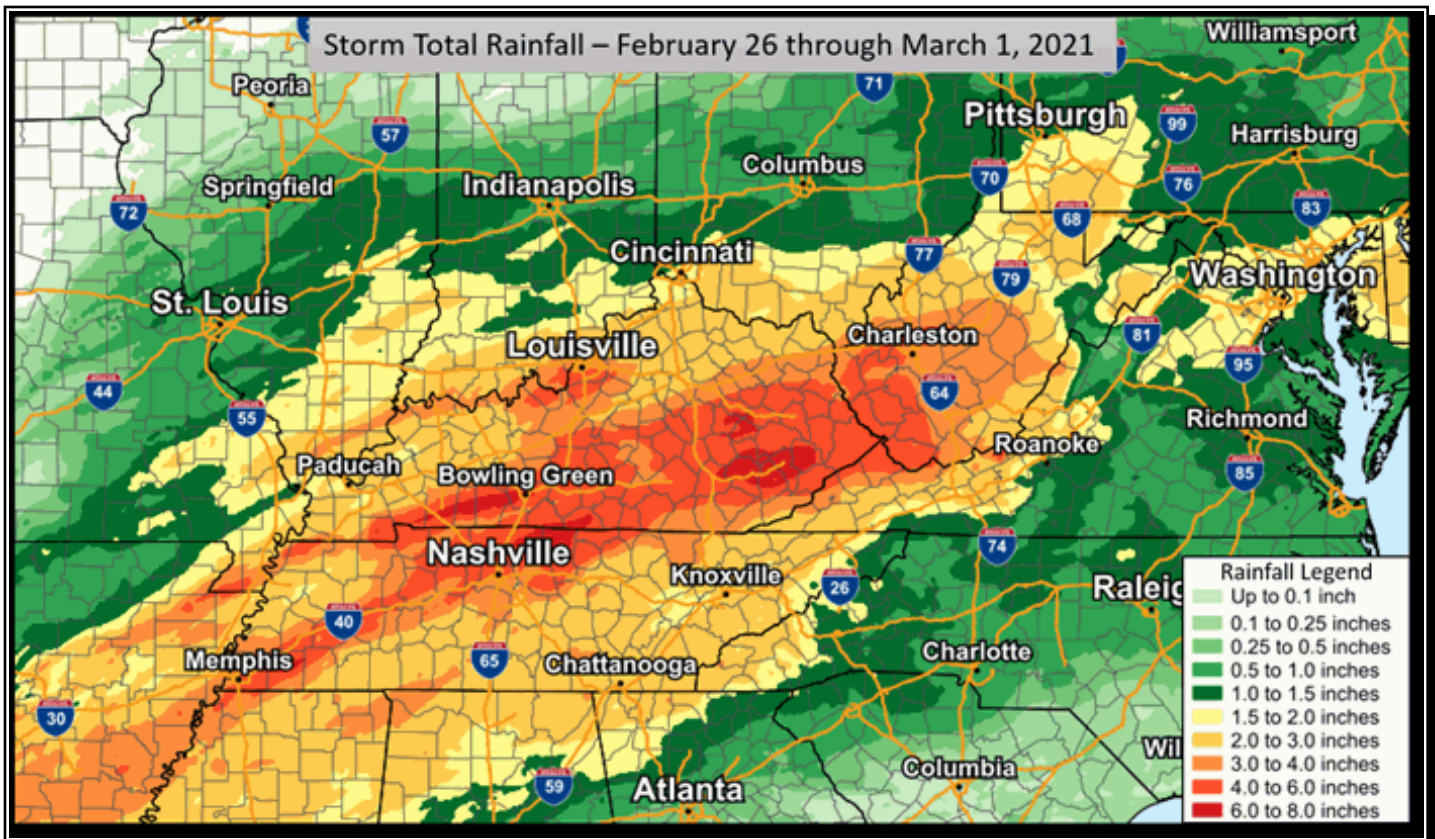 Storm Total Rainfall – February 26 through March 1, 2021
Williamsport
Peoria
71
Pittsburgh
99
57
Harrisburg
Columbus
70
76
Springfield
Indianapolis
72
83
68
Cincinnati
77
79
Washington
St. Louis
Charleston
81
Louisville
95
44
64
55
Richmond
Roanoke
Paducah
85
Bowling Green
Nashville
74
Knoxville
26
Raleig
40
Memphis
65
Chattanooga
Charlotte
30
Wil
59
Columbia
Atlanta
Rainfall Legend
Up to 0.1 inch
0.1 to 0.25 inches
0.25 to 0.5 inches
0.5 to 1.0 inches
1.0 to 1.5 inches
1.5 to 2.0 inches
2.0 to 3.0 inches
3.0 to 4.0 inches
4.0 to 6.0 inches
6.0 to 8.0 inches